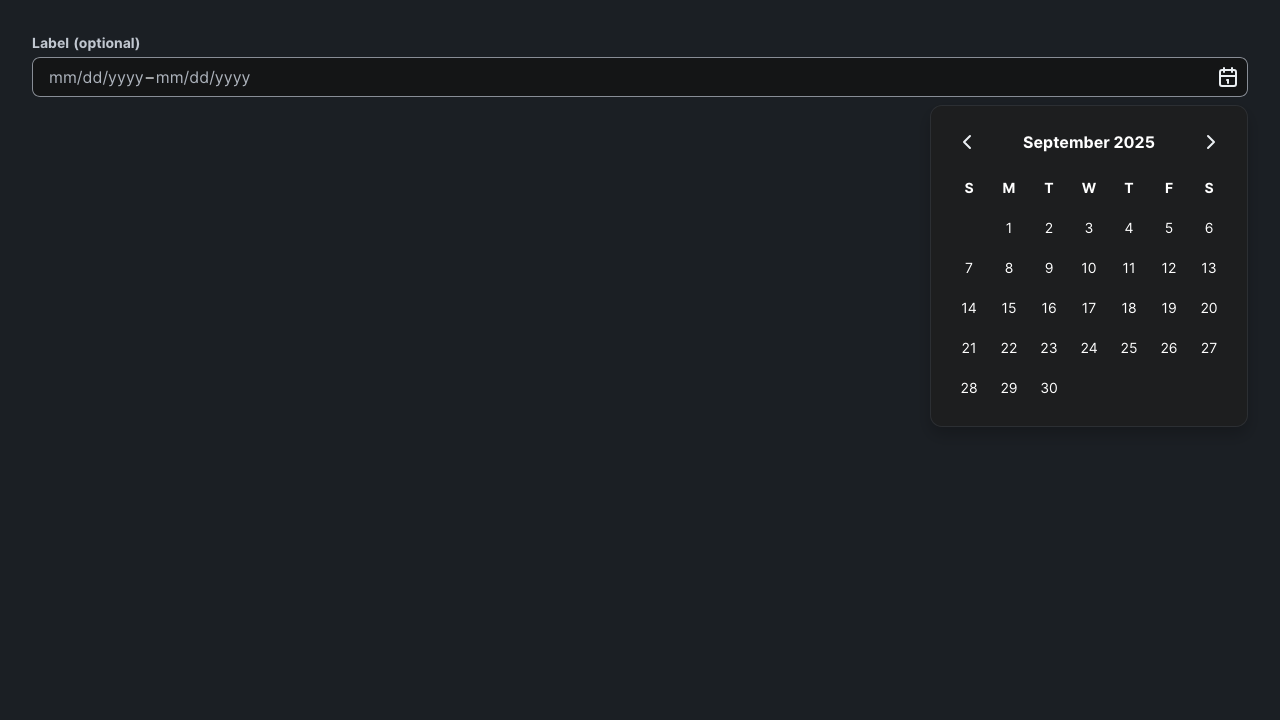 Label (optional)
mm/dd/yyyy–mm/dd/yyyy
September 2025
S M T W T F S
1 2 3 4 5 6
7 8 9 10 11 12 13
14 15 16 17 18 19 20
21 22 23 24 25 26 27
28 29 30